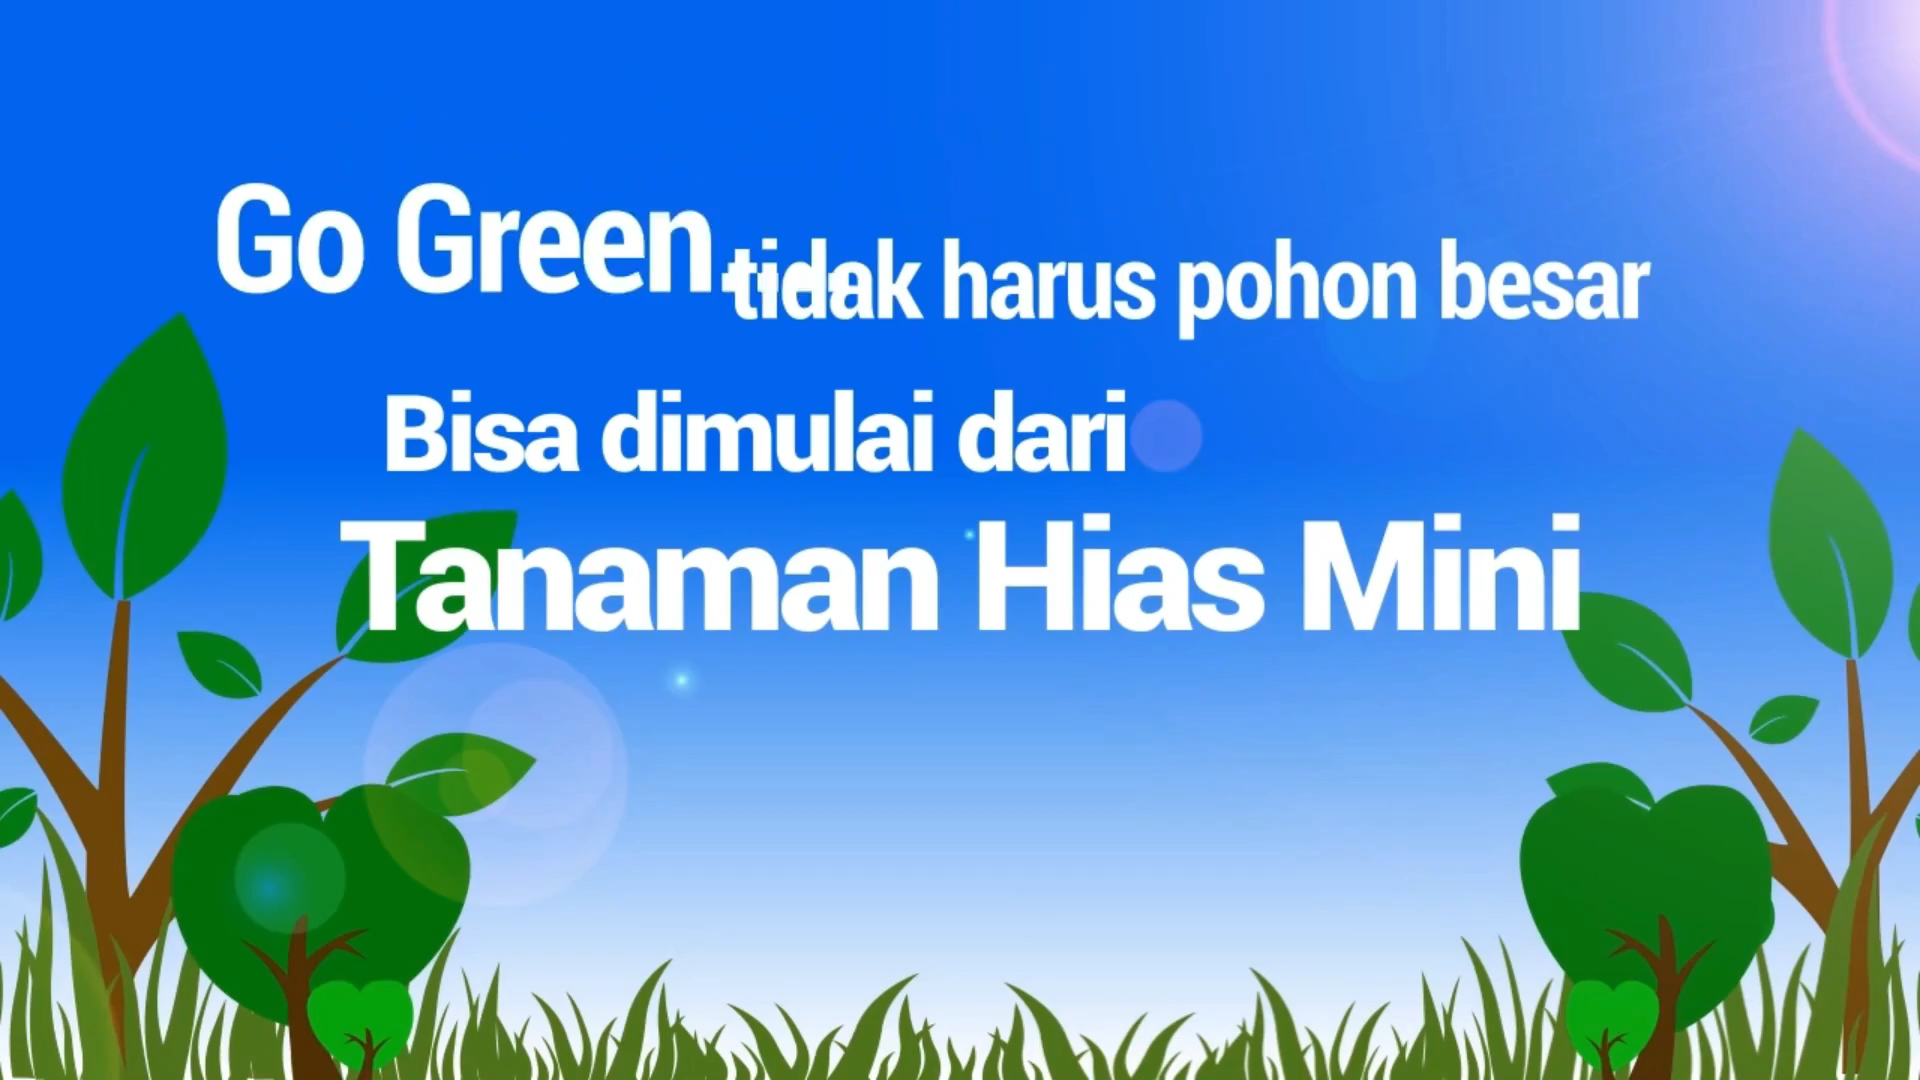 Go Green... tidak harus pohon besar
Bisa dimulai dari
Tanaman Hias Mini